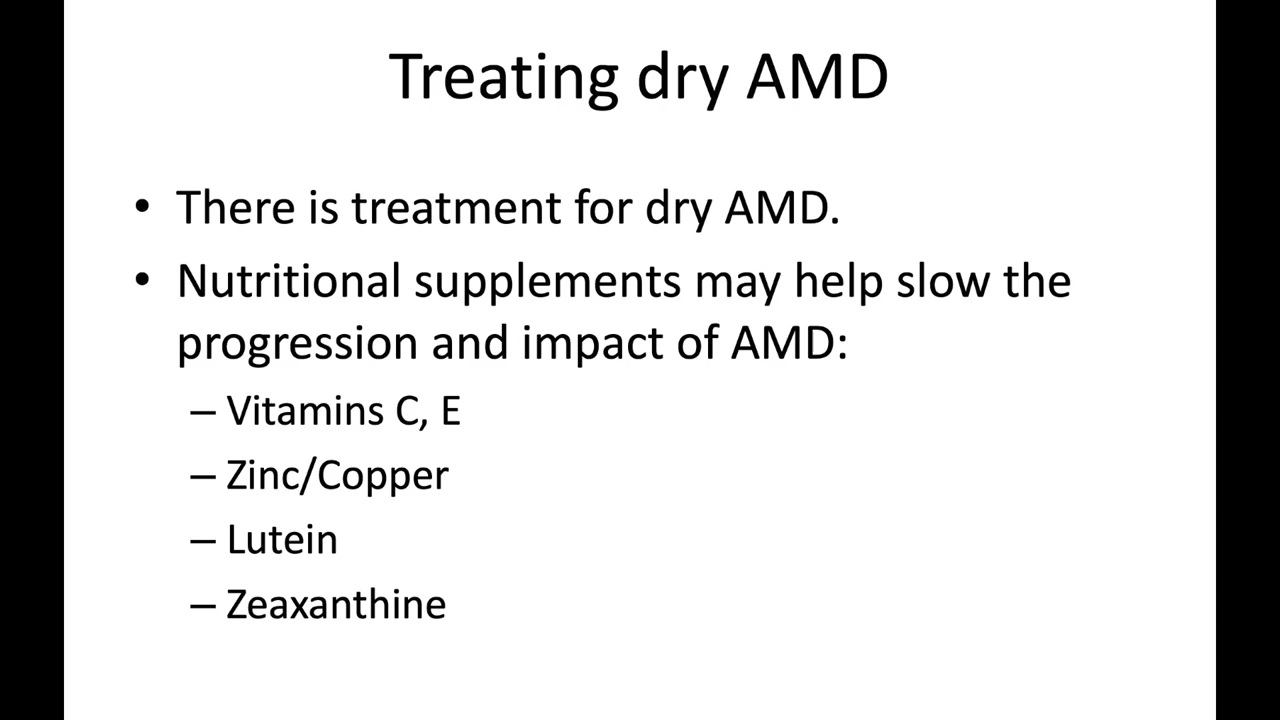 Treating dry AMD
• There is treatment for dry AMD.
• Nutritional supplements may help slow the
progression and impact of AMD:
– Vitamins C, E
– Zinc/Copper
– Lutein
– Zeaxanthine